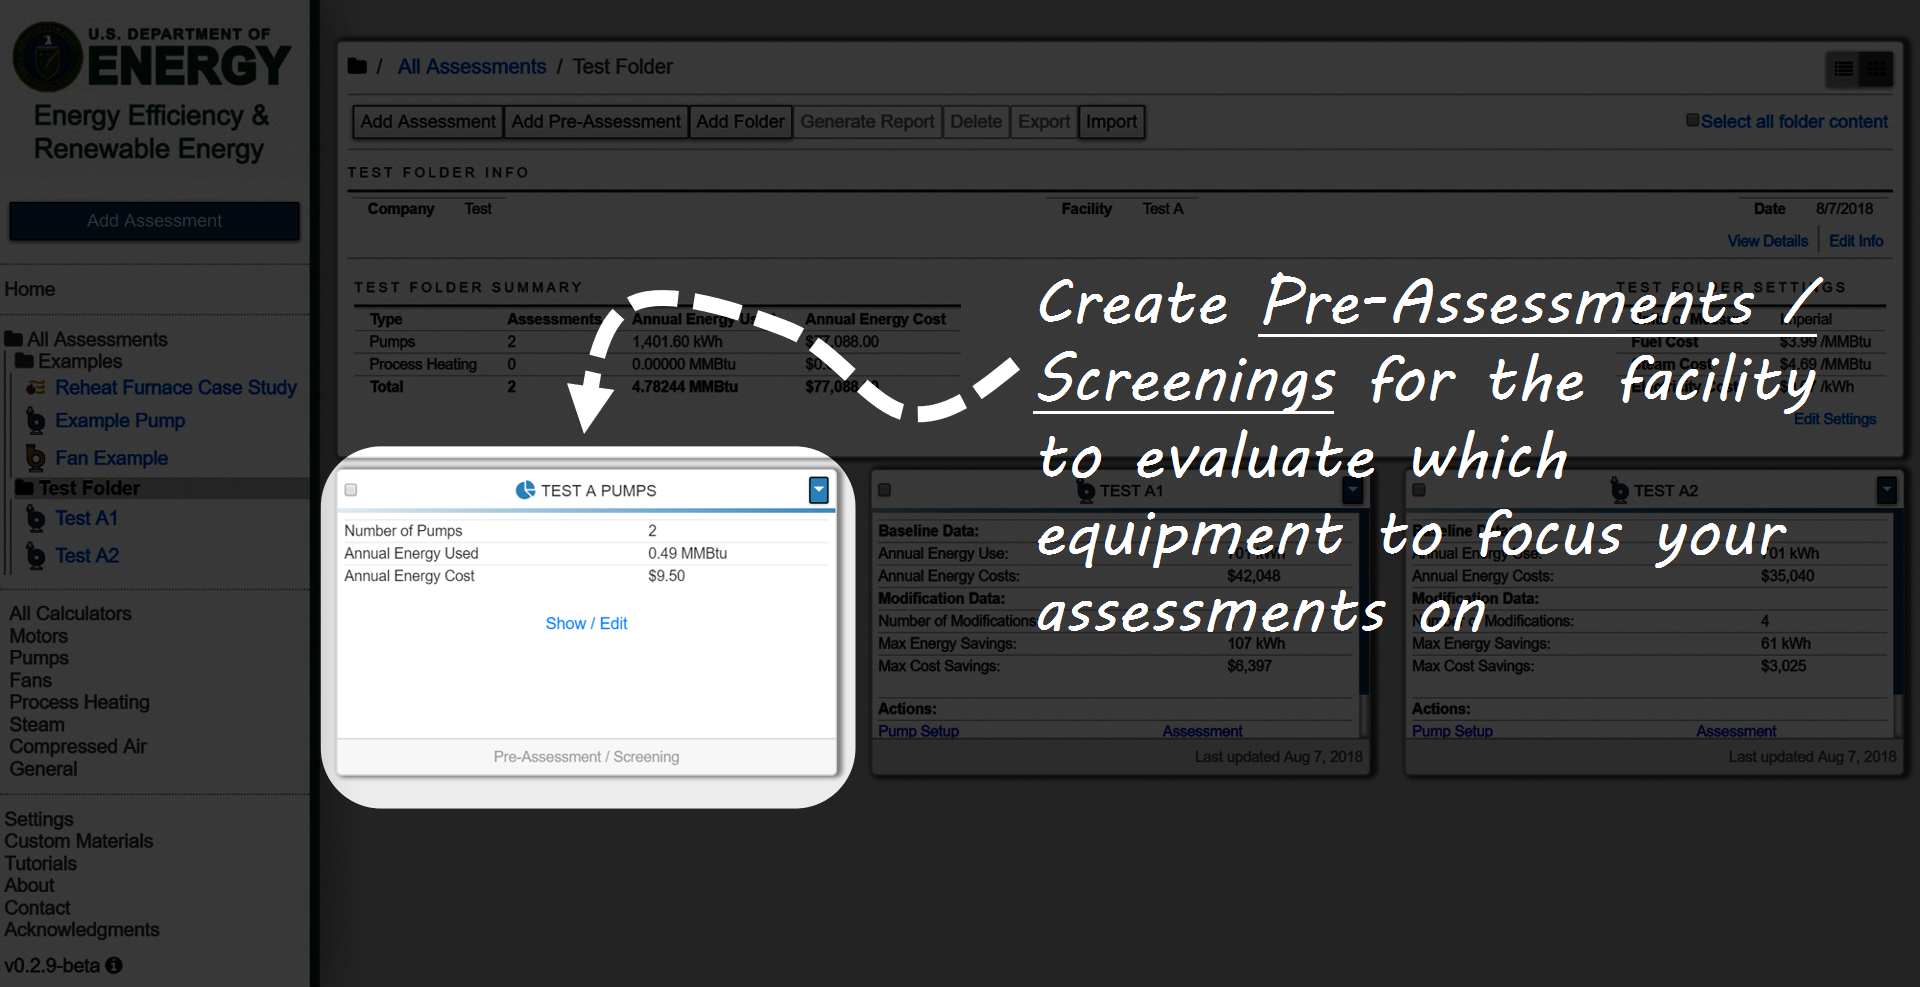 U.S. DEPARTMENT OF
ENERGY
Energy Efficiency &
Renewable Energy
Add Assessment
Home
All Assessments
Examples
Reheat Furnace Case Study
Example Pump
Fan Example
Test Folder
Test A1
Test A2
All Calculators
Motors
Pumps
Fans
Process Heating
Steam
Compressed Air
General
Settings
Custom Materials
Tutorials
About
Contact
Acknowledgments
v0.2.9-beta
/ All Assessments / Test Folder
Add Assessment Add Pre-Assessment Add Folder Generate Report Delete Export Import
Select all folder content
TEST FOLDER INFO
Company Test Facility Test A Date 8/7/2018
View Details Edit Info
TEST FOLDER SUMMARY
Type Assessments Annual Energy Annual Energy Cost
Pumps 2 1,401.60 kWh $77,088.00
Process Heating 0 0.00000 MMBtu
Total 2 4.78244 MMBtu
TEST FOLDER SETTINGS
Imperial
Fuel Cost $3.99 /MMBtu
Steam Cost $4.69 /MMBtu
/kWh
Edit Settings
Create Pre-Assessments /
Screenings for the facility
to evaluate which
equipment to focus your
assessments on
TEST A PUMPS
Number of Pumps 2
Annual Energy Used 0.49 MMBtu
Annual Energy Cost $9.50
Show / Edit
Pre-Assessment / Screening
TEST A1
Baseline Data:
Annual Energy Use: 701 kWh
Annual Energy Costs: $42,048
Modification Data:
Number of Modifications
Max Energy Savings: 107 kWh
Max Cost Savings: $6,397
Actions:
Pump Setup Assessment
Last updated Aug 7, 2018
TEST A2
Baseline Data:
Annual Energy Use: 701 kWh
Annual Energy Costs: $35,040
Modification Data:
Number of Modifications: 4
Max Energy Savings: 61 kWh
Max Cost Savings: $3,025
Actions:
Pump Setup Assessment
Last updated Aug 7, 2018